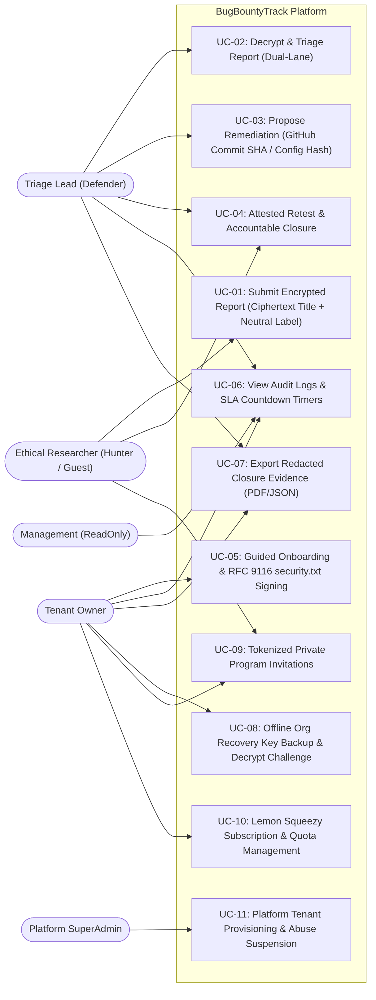 BugBountyTrack Platform
UC-02: Decrypt & Triage
Report (Dual-Lane)
UC-03: Propose
Remediation (GitHub
Commit SHA / Config Hash)
Triage Lead (Defender)
UC-04: Attested Retest &
Accountable Closure
UC-01: Submit Encrypted
Report (Ciphertext Title +
Neutral Label)
UC-06: View Audit Logs &
SLA Countdown Timers
Ethical Researcher (Hunter
/ Guest)
UC-07: Export Redacted
Closure Evidence
(PDF/JSON)
Management (ReadOnly)
UC-05: Guided Onboarding
& RFC 9116 security.txt
Signing
Tenant Owner
UC-09: Tokenized Private
Program Invitations
UC-08: Offline Org
Recovery Key Backup &
Decrypt Challenge
UC-10: Lemon Squeezy
Subscription & Quota
Management
Platform SuperAdmin
UC-11: Platform Tenant
Provisioning & Abuse
Suspension